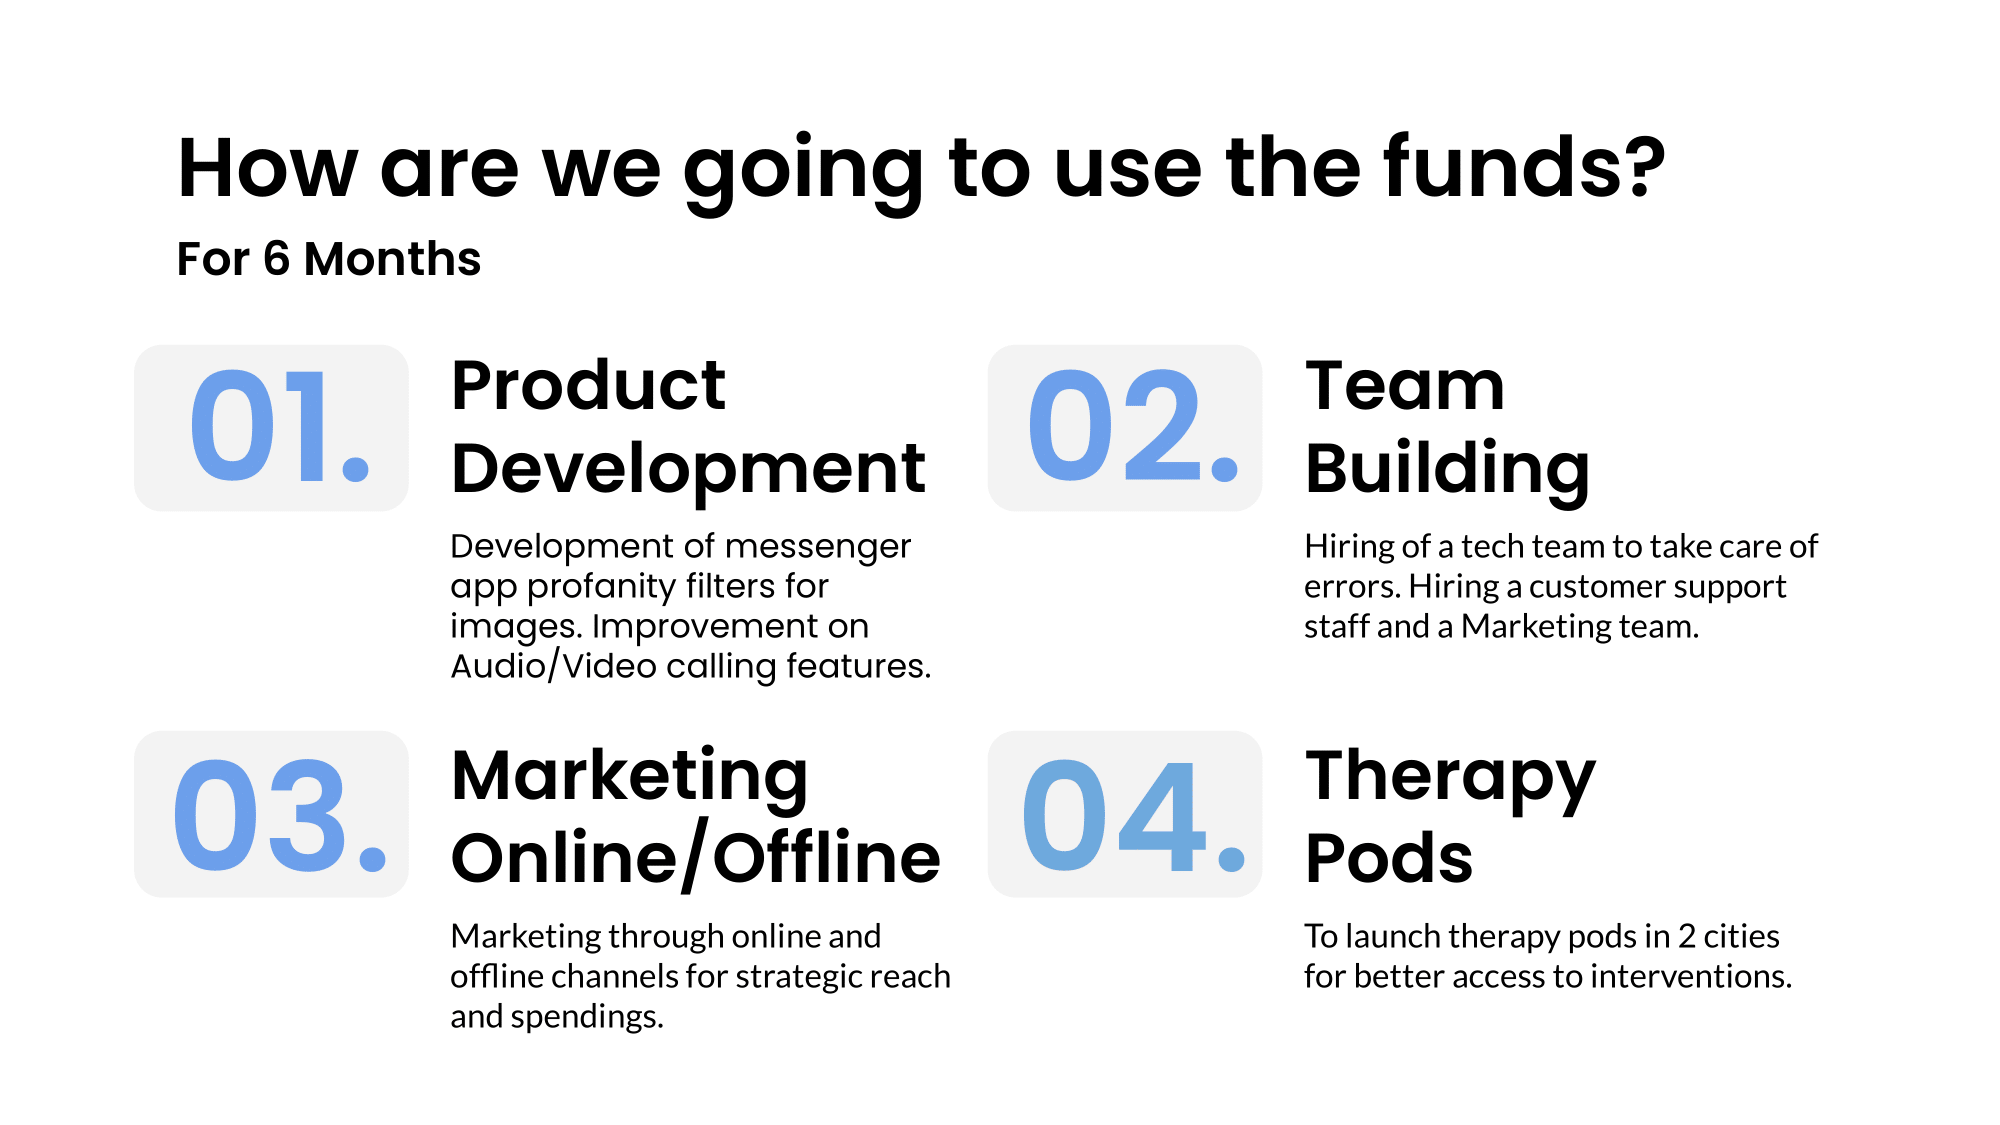 How are we going to use the funds?
For 6 Months
01.
Product
Development
Development of messenger
app profanity filters for
images. Improvement on
Audio/Video calling features.
02.
Team
Building
Hiring of a tech team to take care of
errors. Hiring a customer support
staff and a Marketing team.
03.
Marketing
Online/Offline
Marketing through online and
offline channels for strategic reach
and spendings.
04.
Therapy
Pods
To launch therapy pods in 2 cities
for better access to interventions.